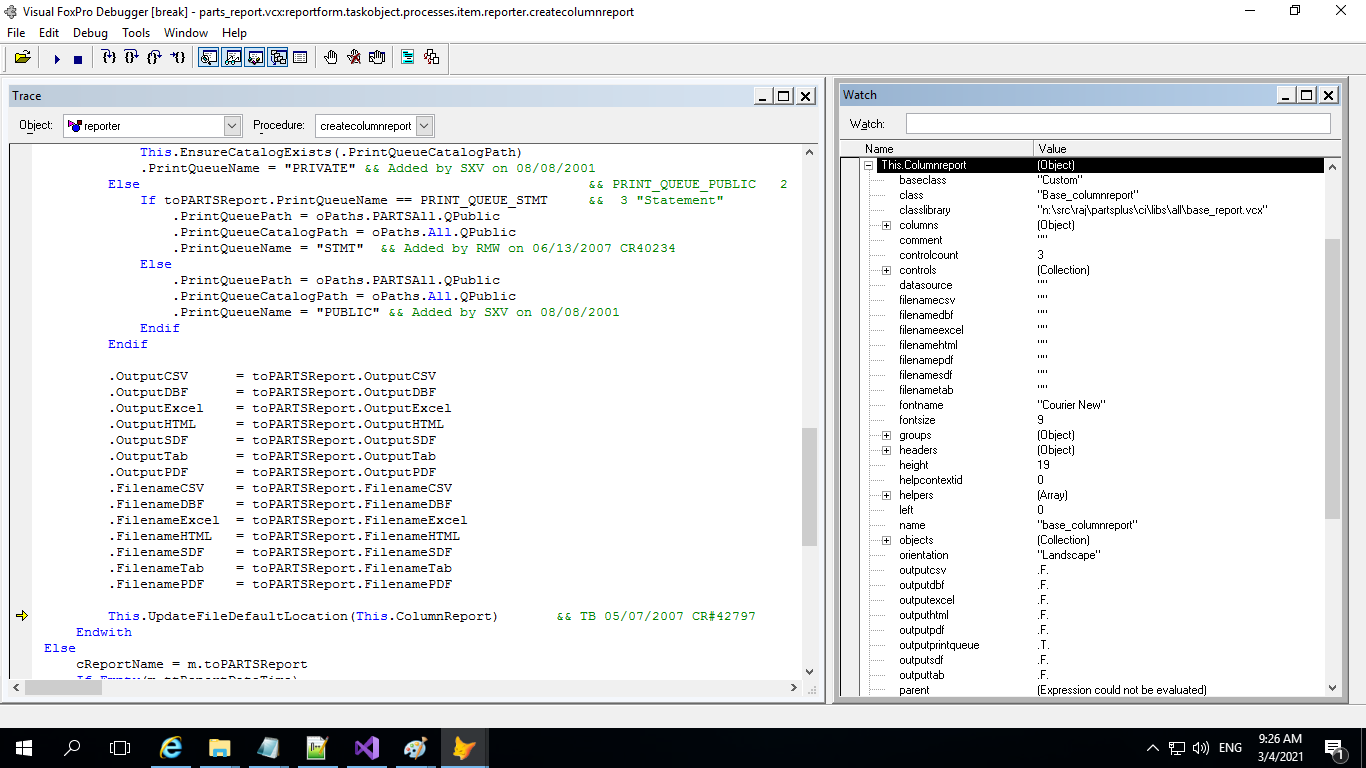 Visual FoxPro Debugger [break] - parts_report.vcx:reportform.taskobject.processes.item.reporter.createcolumnreport
File Edit Debug Tools Window Help
Trace
Object: reporter Procedure: createcolumnreport
This.EnsureCatalogExists(.PrintQueueCatalogPath)
.PrintQueueName = "PRIVATE" && Added by SXV on 08/08/2001
Else && PRINT_QUEUE_PUBLIC 2
If toPARTSReport.PrintQueueName == PRINT_QUEUE_STMT && 3 "Statement"
.PrintQueuePath = oPaths.PARTSAll.QPublic
.PrintQueueCatalogPath = oPaths.All.QPublic
.PrintQueueName = "STMT" && Added by RMW on 06/13/2007 CR40234
Else
.PrintQueuePath = oPaths.PARTSAll.QPublic
.PrintQueueCatalogPath = oPaths.All.QPublic
.PrintQueueName = "PUBLIC" && Added by SXV on 08/08/2001
Endif
Endif
.OutputCSV = toPARTSReport.OutputCSV
.OutputDBF = toPARTSReport.OutputDBF
.OutputExcel = toPARTSReport.OutputExcel
.OutputHTML = toPARTSReport.OutputHTML
.OutputSDF = toPARTSReport.OutputSDF
.OutputTab = toPARTSReport.OutputTab
.OutputPDF = toPARTSReport.OutputPDF
.FilenameCSV = toPARTSReport.FilenameCSV
.FilenameDBF = toPARTSReport.FilenameDBF
.FilenameExcel = toPARTSReport.FilenameExcel
.FilenameHTML = toPARTSReport.FilenameHTML
.FilenameSDF = toPARTSReport.FilenameSDF
.FilenameTab = toPARTSReport.FilenameTab
.FilenamePDF = toPARTSReport.FilenamePDF
This.UpdateFileDefaultLocation(This.ColumnReport) && TB 05/07/2007 CR#42797
Endwith
Else
cReportName = m.toPARTSReport
If Empty(m.ttReportDateTime)
Watch
Watch:
Name Value
This.Columnreport (Object)
baseclass "Custom"
class "Base_columnreport"
classlibrary "n:\src\raj\partsplus\ci\libs\all\base_report.vcx"
columns (Object)
comment ""
controlcount 3
controls (Collection)
datasource ""
filenamecsv ""
filenamedbf ""
filenameexcel ""
filenamehtml ""
filenamepdf ""
filenamesdf ""
filenametab ""
fontname "Courier New"
fontsize 9
groups (Object)
headers (Object)
height 19
helpcontextid 0
helpers (Array)
left 0
name "base_columnreport"
objects (Collection)
orientation "Landscape"
outputcsv .F.
outputdbf .F.
outputexcel .F.
outputhtml .F.
outputpdf .F.
outputprintqueue .T.
outputsdf .F.
outputtab .F.
parent (Expression could not be evaluated)
ENG
9:26 AM
3/4/2021
1